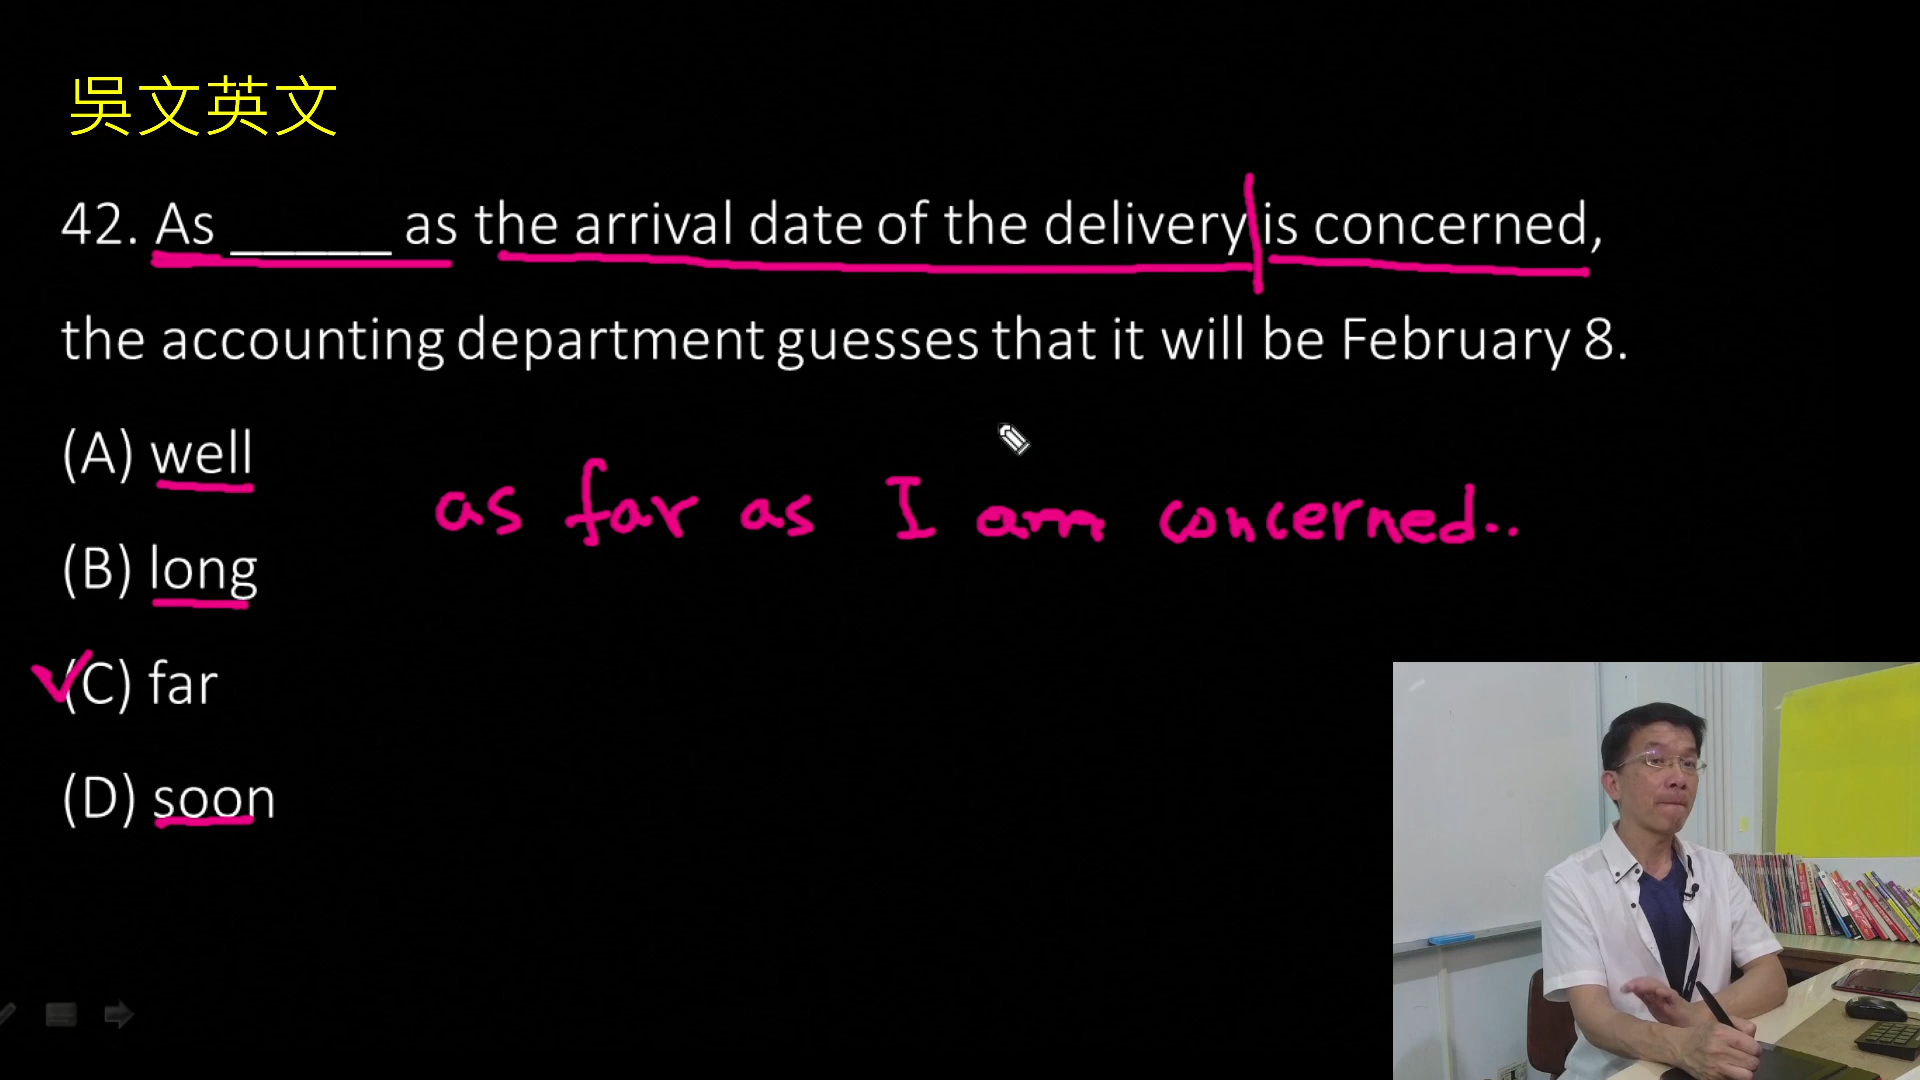 吳文英文
42. As _____ as the arrival date of the delivery is concerned,
the accounting department guesses that it will be February 8.
(A) well
as far as I am concerned..
(B) long
(C) far
(D) soon